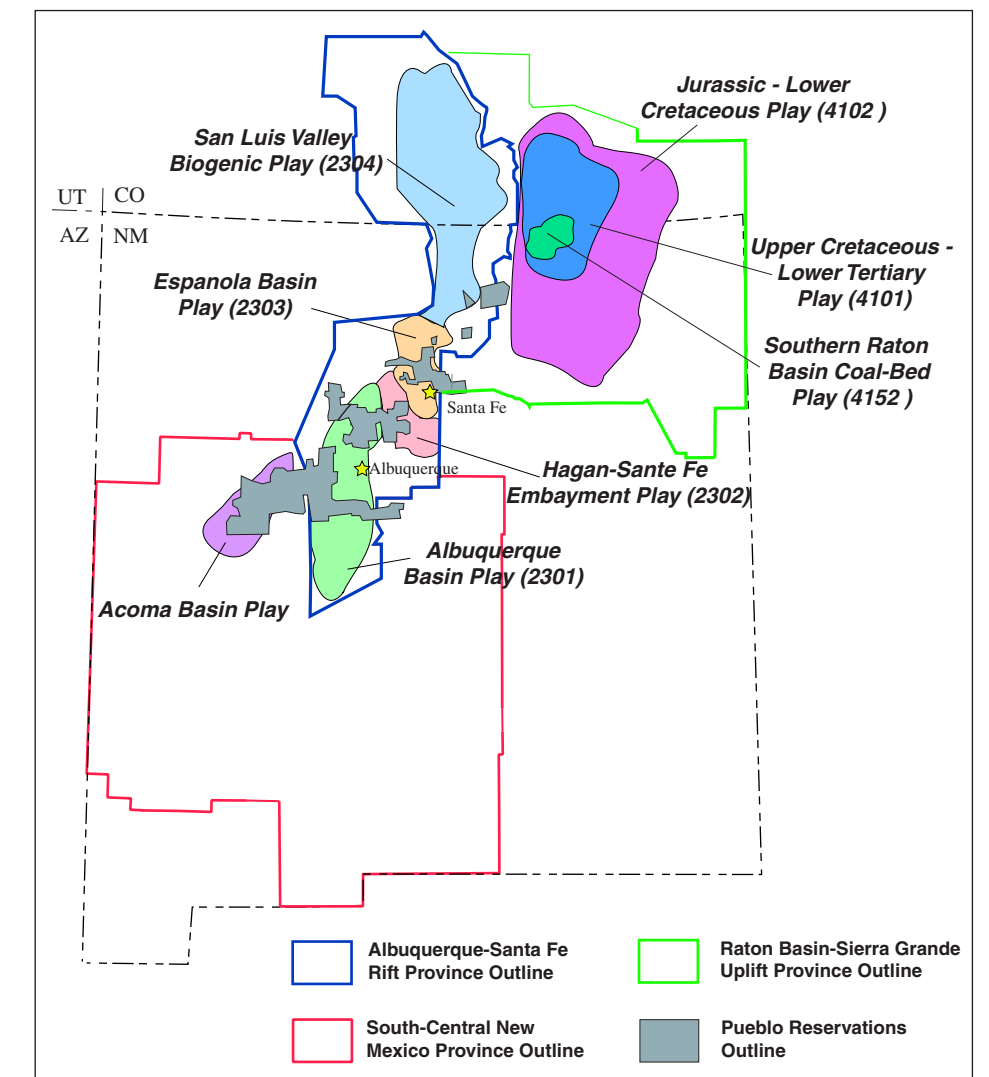 Jurassic - Lower
Cretaceous Play (4102 )
San Luis Valley
Biogenic Play (2304)
UT
CO
AZ
NM
Upper Cretaceous -
Lower Tertiary
Play (4101)
Espanola Basin
Play (2303)
Southern Raton
Basin Coal-Bed
Play (4152 )
Santa Fe
Albuquerque
Hagan-Sante Fe
Embayment Play (2302)
Albuquerque
Basin Play (2301)
Acoma Basin Play
Albuquerque-Santa Fe
Rift Province Outline
Raton Basin-Sierra Grande
Uplift Province Outline
South-Central New
Mexico Province Outline
Pueblo Reservations
Outline